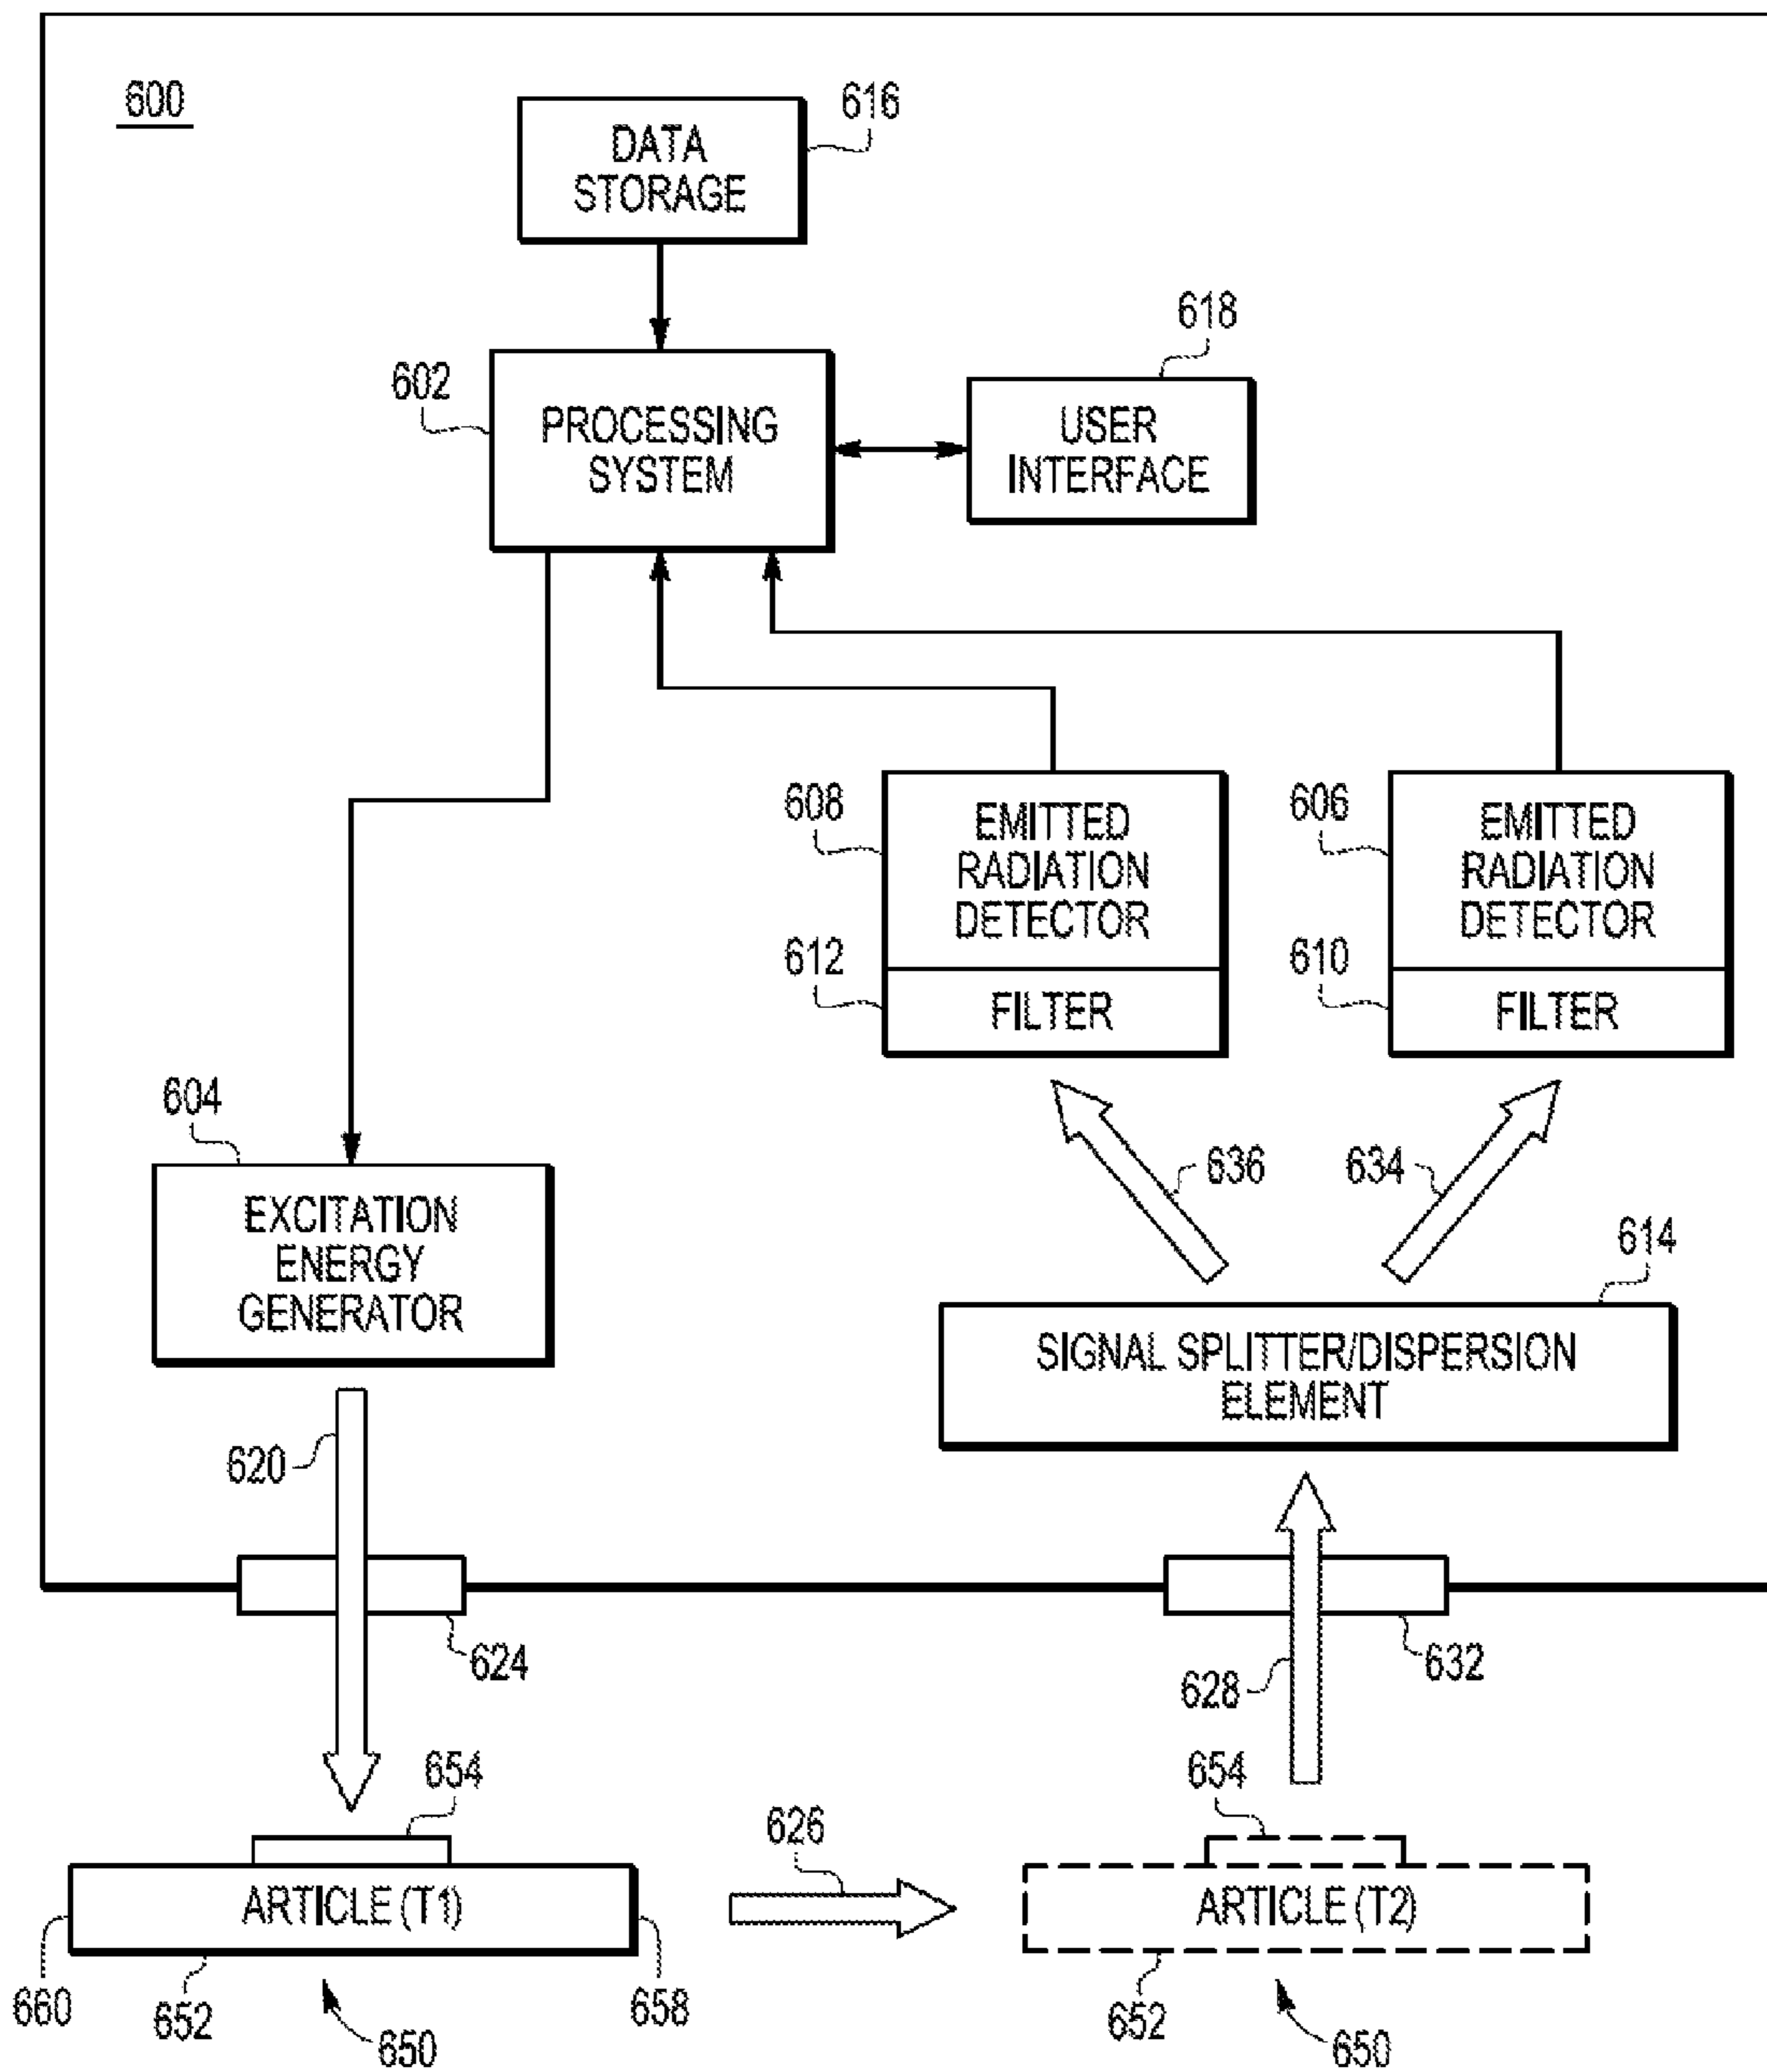 600
616
DATA
STORAGE
618
602
PROCESSING
SYSTEM
USER
INTERFACE
608
EMITTED
RADIATION
DETECTOR
606
EMITTED
RADIATION
DETECTOR
612
FILTER
610
FILTER
604
EXCITATION
ENERGY
GENERATOR
636
634
614
SIGNAL SPLITTER/DISPERSION
ELEMENT
620
624
628
632
654
626
654
ARTICLE (T1)
ARTICLE (T2)
660
652
650
658
652
650